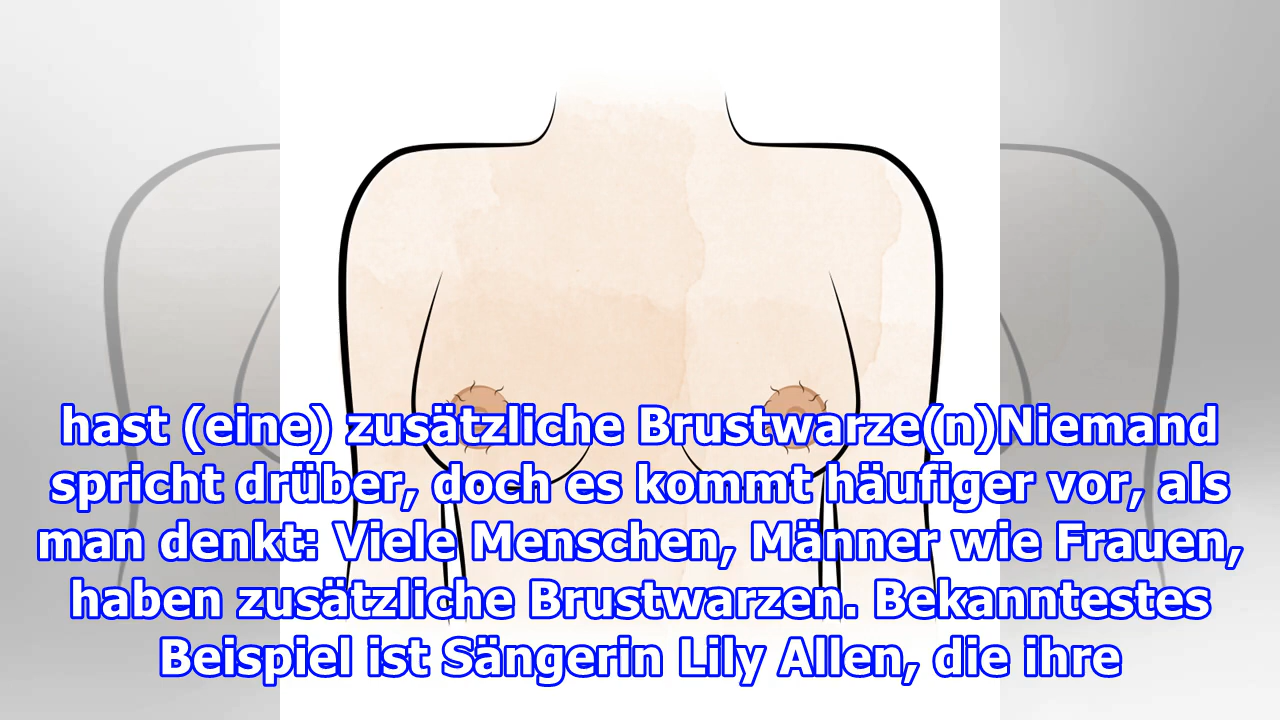 hast (eine) zusätzliche Brustwarze(n)Niemand
spricht drüber, doch es kommt häufiger vor, als
man denkt: Viele Menschen, Männer wie Frauen,
haben zusätzliche Brustwarzen. Bekanntestes
Beispiel ist Sängerin Lily Allen, die ihre